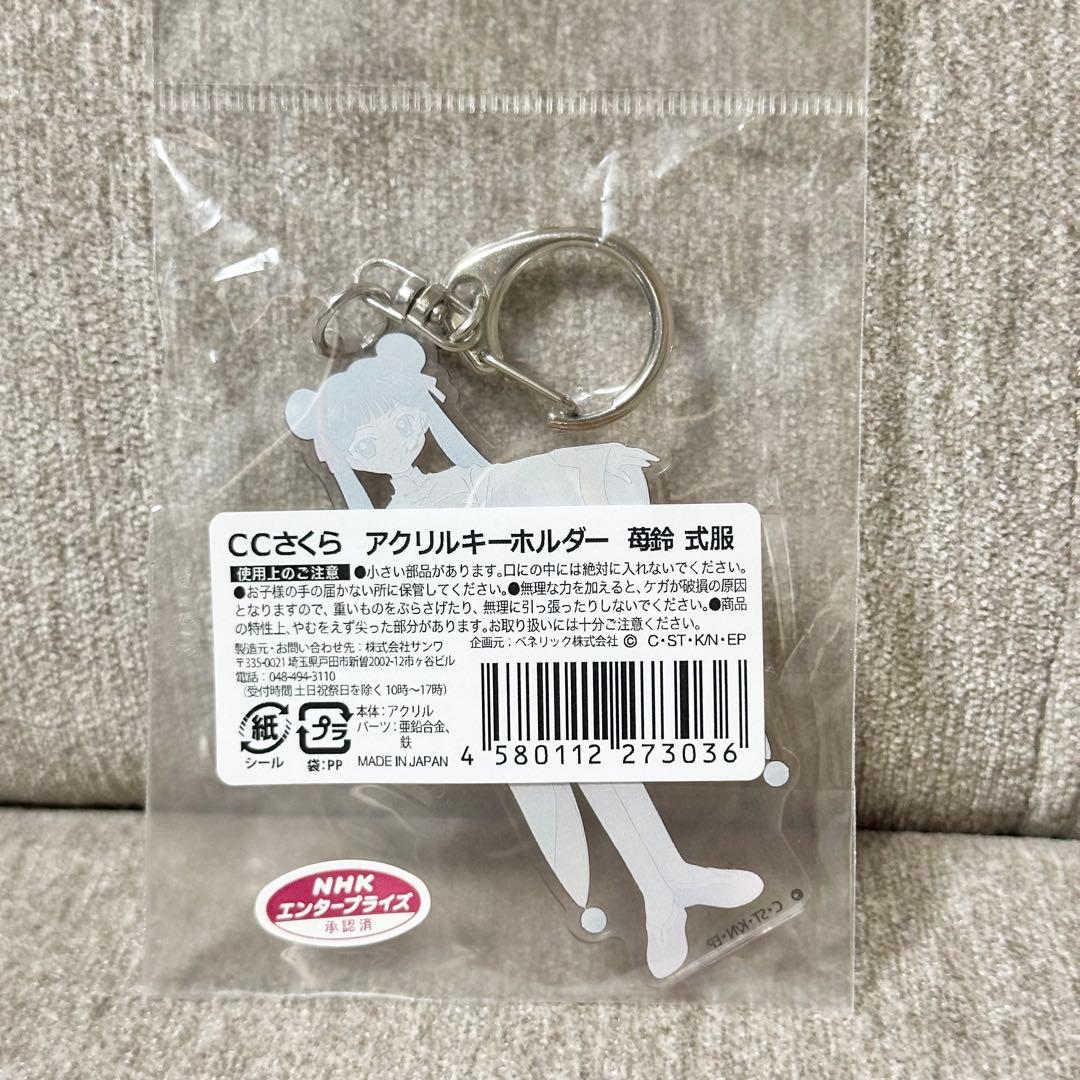 CCさくら アクリルキーホルダー 苺鈴 式服
使用上のご注意 ●小さい部品があります。口にの中には絶対に入れないでください。
●お子様の手の届かない所に保管してください。●無理な力を加えると、ケガが破損の原因
となりますので、重いものをぶらさげたり、無理に引っ張ったりしないでください。●商品
の特性上、やむをえず尖った部分があります。お取り扱いには十分ご注意ください。
製造元・お問い合わせ先：株式会社サンワ 企画元：ベネリック株式会社 © C・ST・K/N・EP
〒335-0021 埼玉県戸田市新曽2002-12市ヶ谷ビル
電話：048-494-3110
(受付時間 土日祝祭日を除く 10時～17時)
紙 プラ 本体：アクリル
パーツ：亜鉛合金、
鉄
シール 袋：PP MADE IN JAPAN 4 580112 273036
NHK
エンタープライズ
承認済
© C・ST・K/N・EP